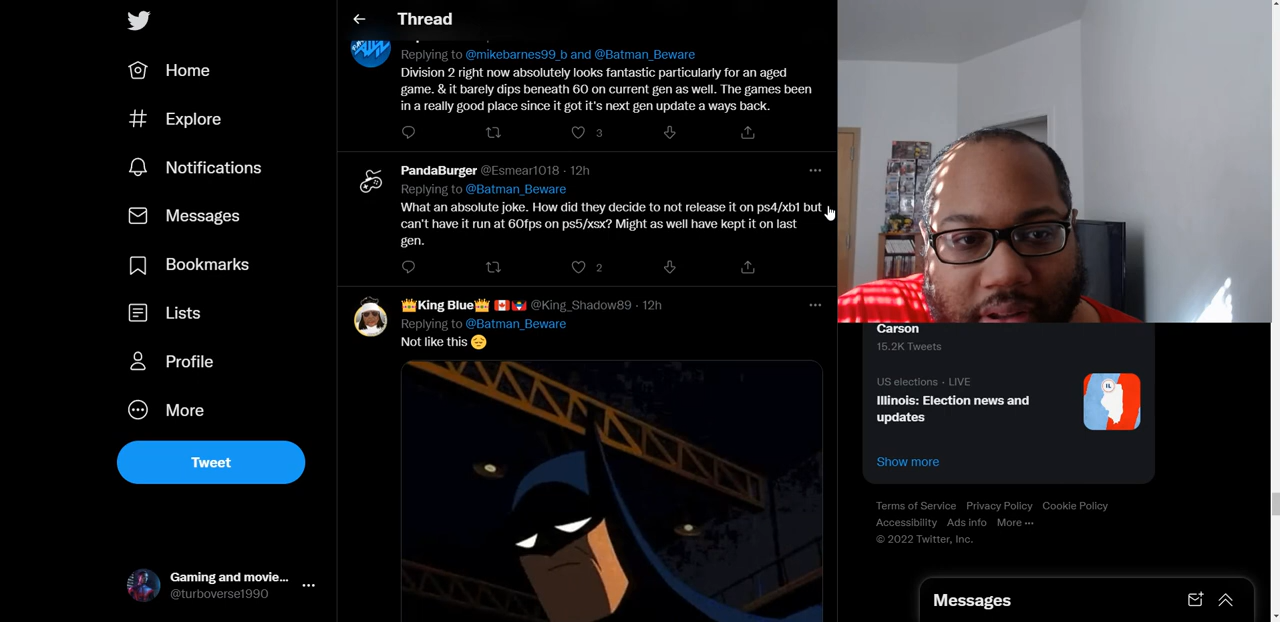 Thread
Home
Explore
Notifications
Messages
Bookmarks
Lists
Profile
More
Tweet
Gaming and movie...
@turboverse1990
Replying to @mikebarnes99_b and @Batman_Beware
Division 2 right now absolutely looks fantastic particularly for an aged
game. & it barely dips beneath 60 on current gen as well. The games been
in a really good place since it got it's next gen update a ways back.
3
PandaBurger @Esmear1018 · 12h
Replying to @Batman_Beware
What an absolute joke. How did they decide to not release it on ps4/xb1 but
can't have it run at 60fps on ps5/xsx? Might as well have kept it on last
gen.
2
King Blue @King_Shadow89 · 12h
Replying to @Batman_Beware
Not like this
Carson
15.2K Tweets
US elections · LIVE
Illinois: Election news and
updates
IL
Show more
Terms of Service Privacy Policy Cookie Policy
Accessibility Ads info More ...
© 2022 Twitter, Inc.
Messages